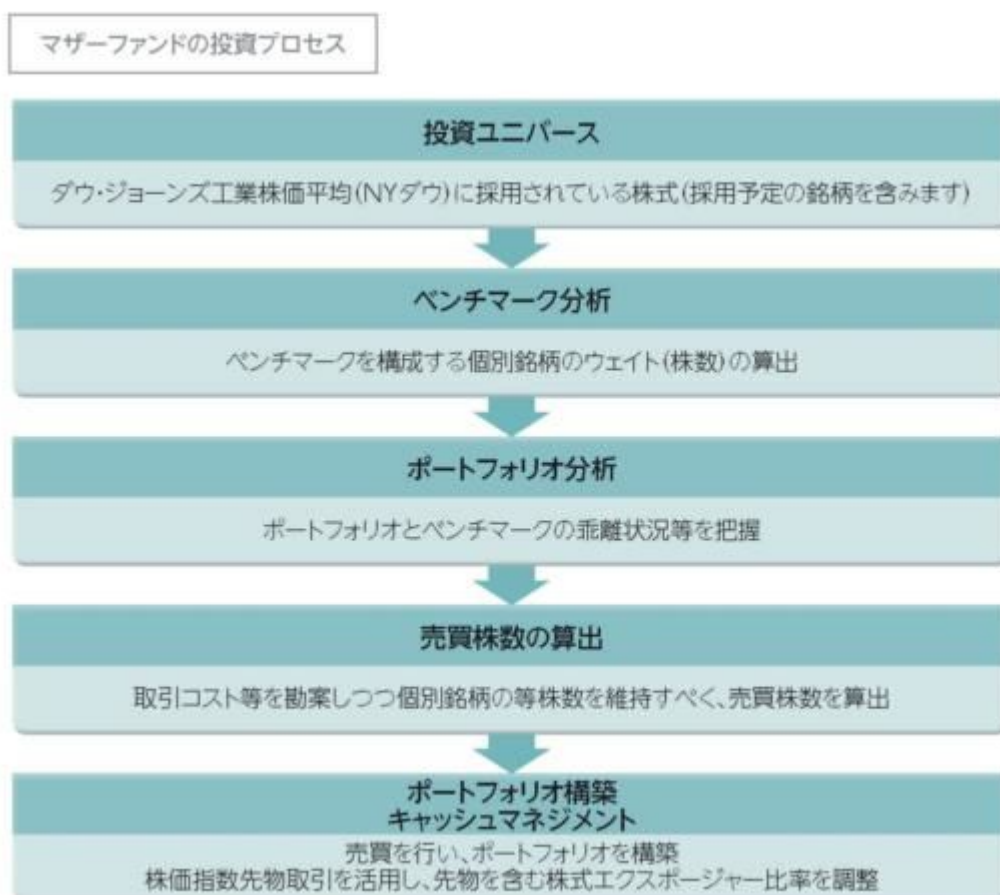 マザーファンドの投資プロセス
投資ユニバース
ダウ・ジョーンズ工業株価平均(NYダウ)に採用されている株式(採用予定の銘柄を含みます)
ベンチマーク分析
ベンチマークを構成する個別銘柄のウェイト(株数)の算出
ポートフォリオ分析
ポートフォリオとベンチマークの乖離状況等を把握
売買株数の算出
取引コスト等を勘案しつつ個別銘柄の等株数を維持すべく、売買株数を算出
ポートフォリオ構築
キャッシュマネジメント
売買を行い、ポートフォリオを構築
株価指数先物取引を活用し、先物を含む株式エクスポージャー比率を調整